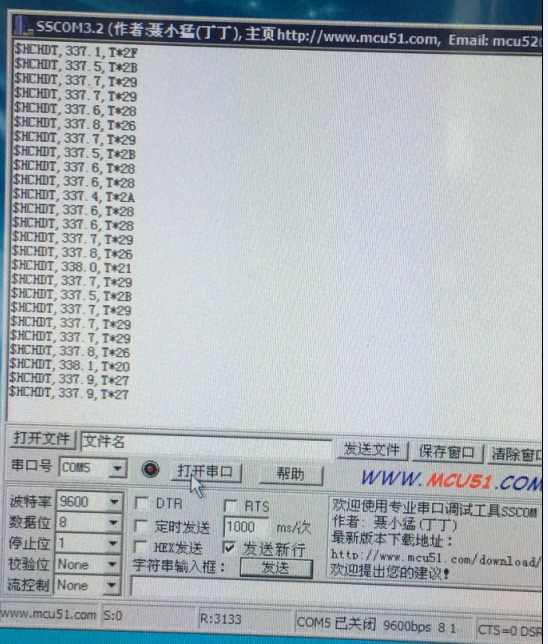 SSCOM3.2 (作者:聂小猛(丁丁),主页http://www.mcu51.com, Email: mcu52
$HCHDT,337.1,T*2F
$HCHDT,337.5,T*2B
$HCHDT,337.7,T*29
$HCHDT,337.7,T*29
$HCHDT,337.6,T*28
$HCHDT,337.8,T*26
$HCHDT,337.7,T*29
$HCHDT,337.5,T*2B
$HCHDT,337.6,T*28
$HCHDT,337.6,T*28
$HCHDT,337.4,T*2A
$HCHDT,337.6,T*28
$HCHDT,337.6,T*28
$HCHDT,337.7,T*29
$HCHDT,337.8,T*26
$HCHDT,338.0,T*21
$HCHDT,337.7,T*29
$HCHDT,337.5,T*2B
$HCHDT,337.7,T*29
$HCHDT,337.7,T*29
$HCHDT,337.7,T*29
$HCHDT,337.8,T*26
$HCHDT,338.1,T*20
$HCHDT,337.9,T*27
$HCHDT,337.9,T*27
打开文件 文件名 发送文件 保存窗口 清除窗口
串口号 COM5 打开串口 帮助 WWW.MCU51.COM
波特率 9600 DTR RTS
数据位 8 定时发送 1000 ms/次
停止位 1 HEX发送 发送新行
校验位 None 字符串输入框: 发送
流控制 None
欢迎使用专业串口调试工具SSCOM
作者: 聂小猛(丁丁)
最新版本下载地址:
http://www.mcu51.com/download/
欢迎提出您的建议!
www.mcu51.com S:0 R:3133 COM5 已关闭 9600bps 8 1 CTS=0 DSR